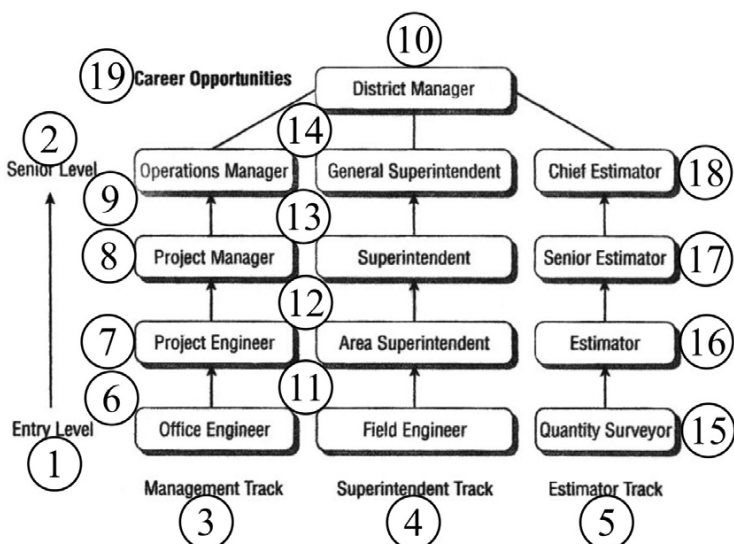 10
19 Career Opportunities
District Manager
2
14
Senior Level
Operations Manager
General Superintendent
Chief Estimator
18
9
13
8
Project Manager
Superintendent
Senior Estimator
17
12
7
Project Engineer
Area Superintendent
Estimator
16
6
11
Entry Level
Office Engineer
Field Engineer
Quantity Surveyor
15
1
Management Track
Superintendent Track
Estimator Track
3
4
5